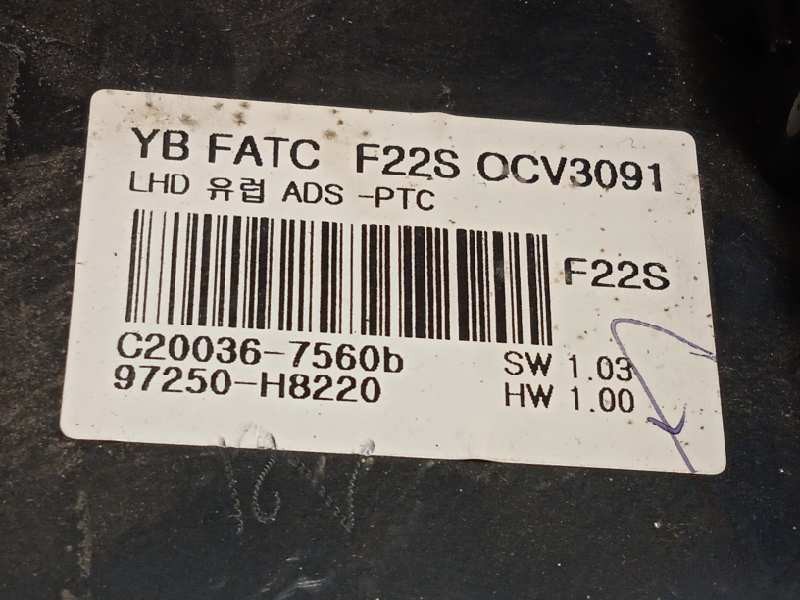 YB FATC F22S OCV3091
LHD 유럽 ADS -PTC
F22S
C20036-7560b SW 1.03
97250-H8220 HW 1.00